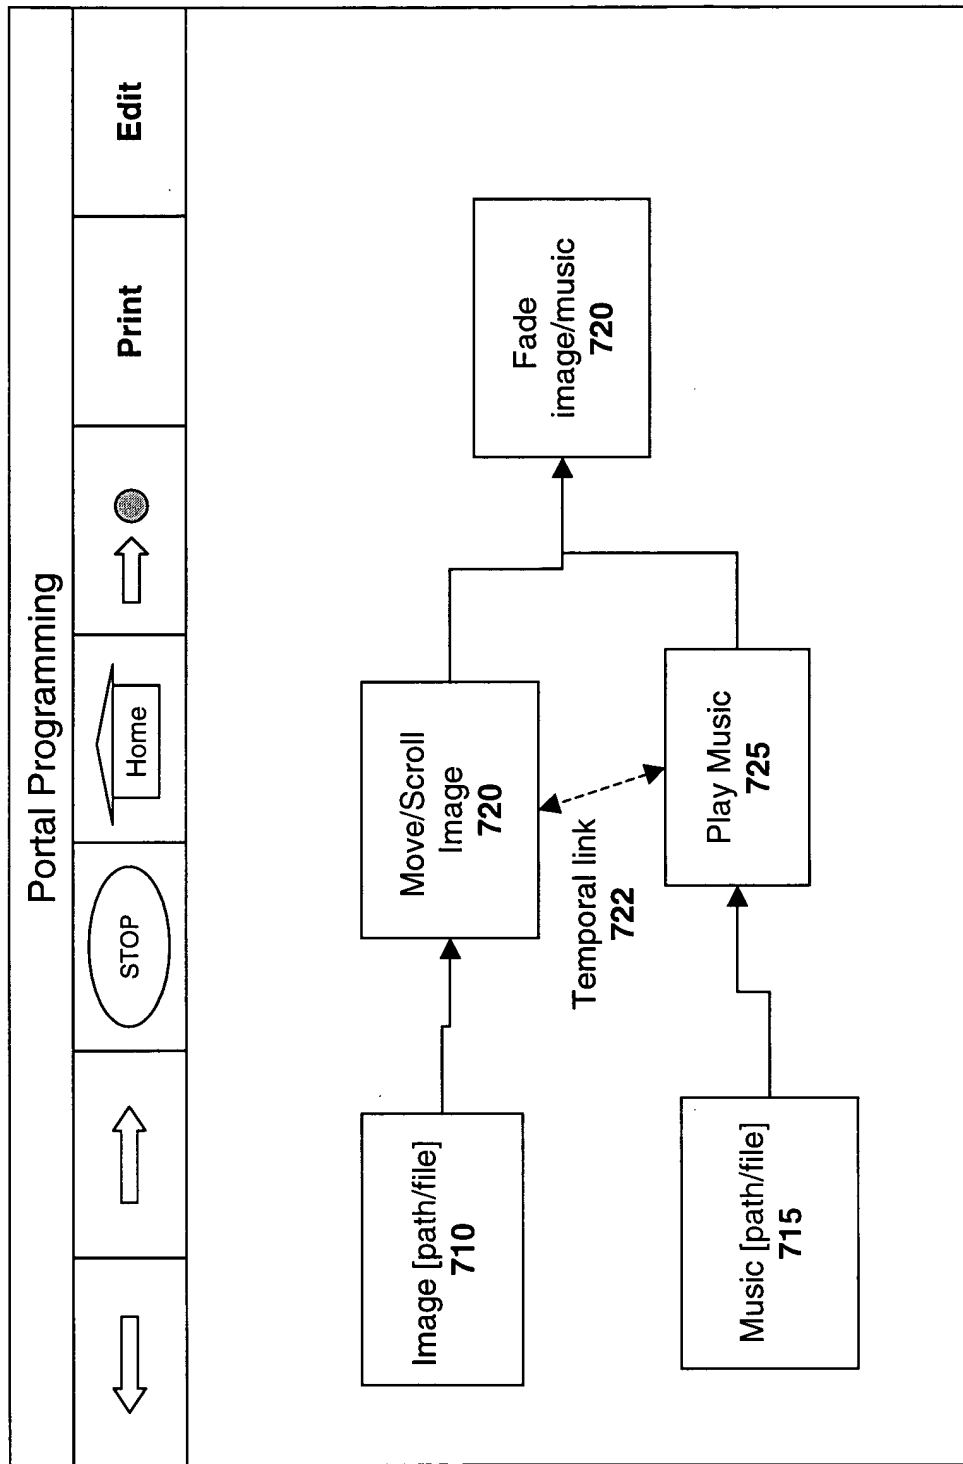 Portal Programming
STOP
Home
Print
Edit
Image [path/file]
710
Move/Scroll
Image
720
Temporal link
722
Music [path/file]
715
Play Music
725
Fade
image/music
720